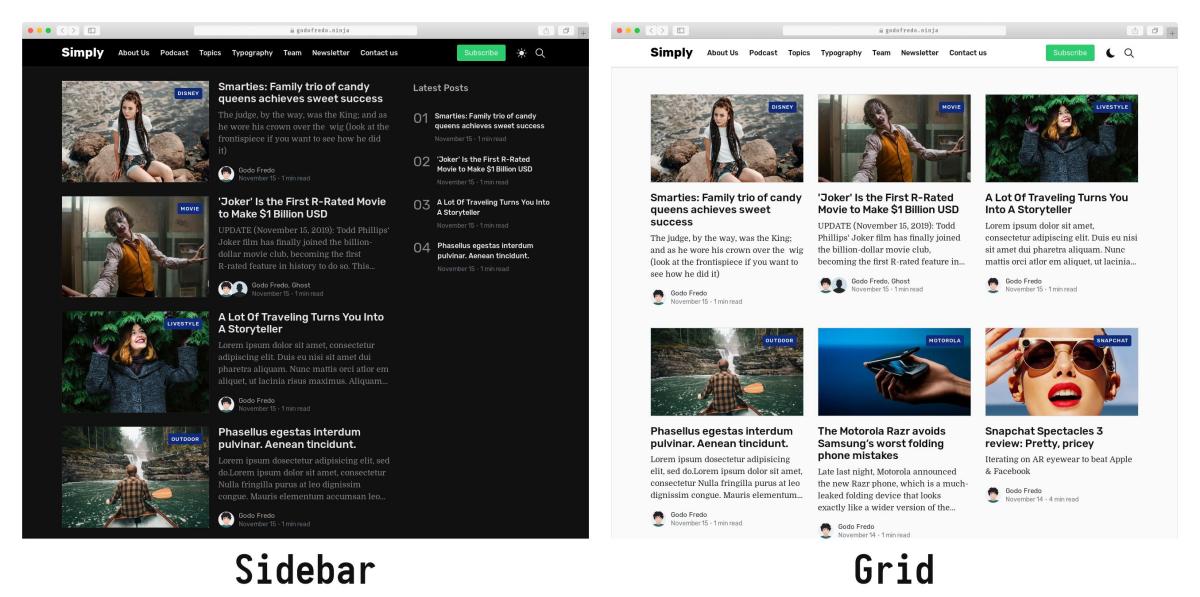 godofredo.ninja
Simply About Us Podcast Topics Typography Team Newsletter Contact us Subscribe
DISNEY
Smarties: Family trio of candy
queens achieves sweet success
The judge, by the way, was the King; and as
he wore his crown over the wig (look at the
frontispiece if you want to see how he did
it)
Godo Fredo
November 15 - 1 min read
MOVIE
'Joker' Is the First R-Rated Movie
to Make $1 Billion USD
UPDATE (November 15, 2019): Todd Phillips'
Joker film has finally joined the billion-
dollar movie club, becoming the first
R-rated feature in history to do so. This...
Godo Fredo, Ghost
November 15 - 1 min read
LIVESTYLE
A Lot Of Traveling Turns You Into
A Storyteller
Lorem ipsum dolor sit amet, consectetur
adipiscing elit. Duis eu nisi sit amet dui
pharetra aliquam. Nunc mattis orci atem em
aliquet, ut lacinia risus maximus. Aliquam...
Godo Fredo
November 15 - 1 min read
OUTDOOR
Phasellus egestas interdum
pulvinar. Aenean tincidunt.
Lorem ipsum dosectetur adipisicing elit, sed
do.Lorem ipsum dolor sit amet, consectetur
Nulla fringilla purus at leo dignissim
congue. Mauris elementum accumsan leo...
Godo Fredo
November 15 - 1 min read
Latest Posts
01 Smarties: Family trio of candy
queens achieves sweet success
November 15 - 1 min read
02 'Joker' Is the First R-Rated
Movie to Make $1 Billion USD
November 15 - 1 min read
03 A Lot Of Traveling Turns You Into
A Storyteller
November 15 - 1 min read
04 Phasellus egestas interdum
pulvinar. Aenean tincidunt.
November 15 - 1 min read
Sidebar
godofredo.ninja
Simply About Us Podcast Topics Typography Team Newsletter Contact us Subscribe
DISNEY
Smarties: Family trio of candy
queens achieves sweet
success
The judge, by the way, was the King;
and as he wore his crown over the wig
(look at the frontispiece if you want to
see how he did it)
Godo Fredo
November 15 - 1 min read
MOVIE
'Joker' Is the First R-Rated
Movie to Make $1 Billion USD
UPDATE (November 15, 2019): Todd
Phillips' Joker film has finally joined
the billion-dollar movie club,
becoming the first R-rated feature in...
Godo Fredo, Ghost
November 15 - 1 min read
LIVESTYLE
A Lot Of Traveling Turns You
Into A Storyteller
Lorem ipsum dolor sit amet,
consectetur adipiscing elit. Duis eu nisi
sit amet dui pharetra aliquam. Nunc
mattis orci atem em aliquet, ut lacinia...
Godo Fredo
November 15 - 1 min read
OUTDOOR
Phasellus egestas interdum
pulvinar. Aenean tincidunt.
Lorem ipsum dosectetur adipisicing
elit, sed do.Lorem ipsum dolor sit amet,
consectetur Nulla fringilla purus at leo
dignissim congue. Mauris elementum...
Godo Fredo
November 15 - 1 min read
MOTOROLA
The Motorola Razr avoids
Samsung's worst folding
phone mistakes
Late last night, Motorola announced
the new Razr phone, which is a much-
leaked folding device that looks
exactly like a wider version of the...
Godo Fredo
November 14 - 1 min read
SNAPCHAT
Snapchat Spectacles 3
review: Pretty, pricey
Iterating on AR eyewear to beat Apple
& Facebook
Godo Fredo
November 14 - 4 min read
Grid